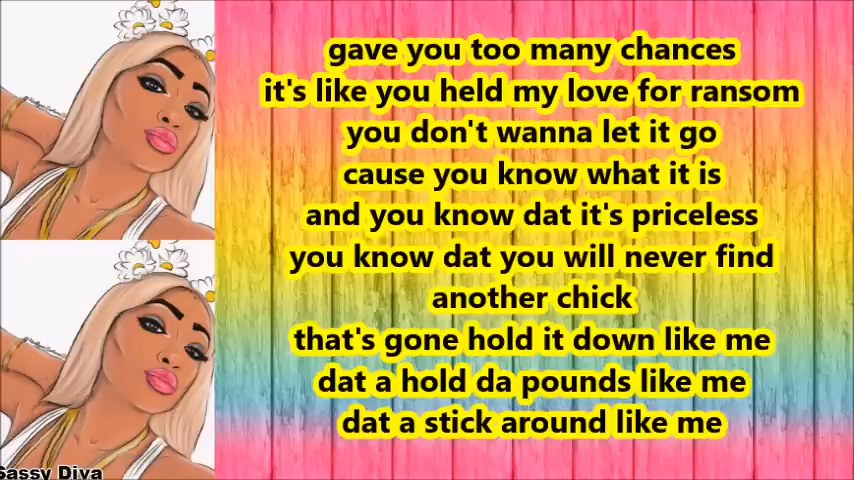 gave you too many chances
it's like you held my love for ransom
you don't wanna let it go
cause you know what it is
and you know dat it's priceless
you know dat you will never find
another chick
that's gone hold it down like me
dat a hold da pounds like me
dat a stick around like me
Sassy Diva